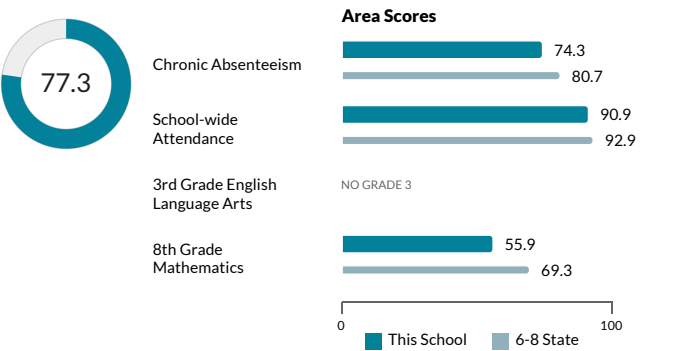 Area Scores
77.3
Chronic Absenteeism
74.3
80.7
School-wide
Attendance
90.9
92.9
3rd Grade English
Language Arts
NO GRADE 3
8th Grade
Mathematics
55.9
69.3
0
100
This School
6-8 State